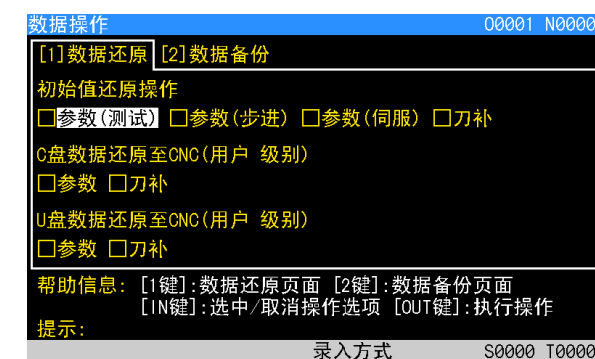 数据操作 O0001 N0000
[1]数据还原 [2]数据备份
初始值还原操作
□参数(测试) □参数(步进) □参数(伺服) □刀补
C盘数据还原至CNC(用户 级别)
□参数 □刀补
U盘数据还原至CNC(用户 级别)
□参数 □刀补
帮助信息: [1键]:数据还原页面 [2键]:数据备份页面
[IN键]:选中/取消操作选项 [OUT键]:执行操作
提示:
录入方式 S0000 T0000